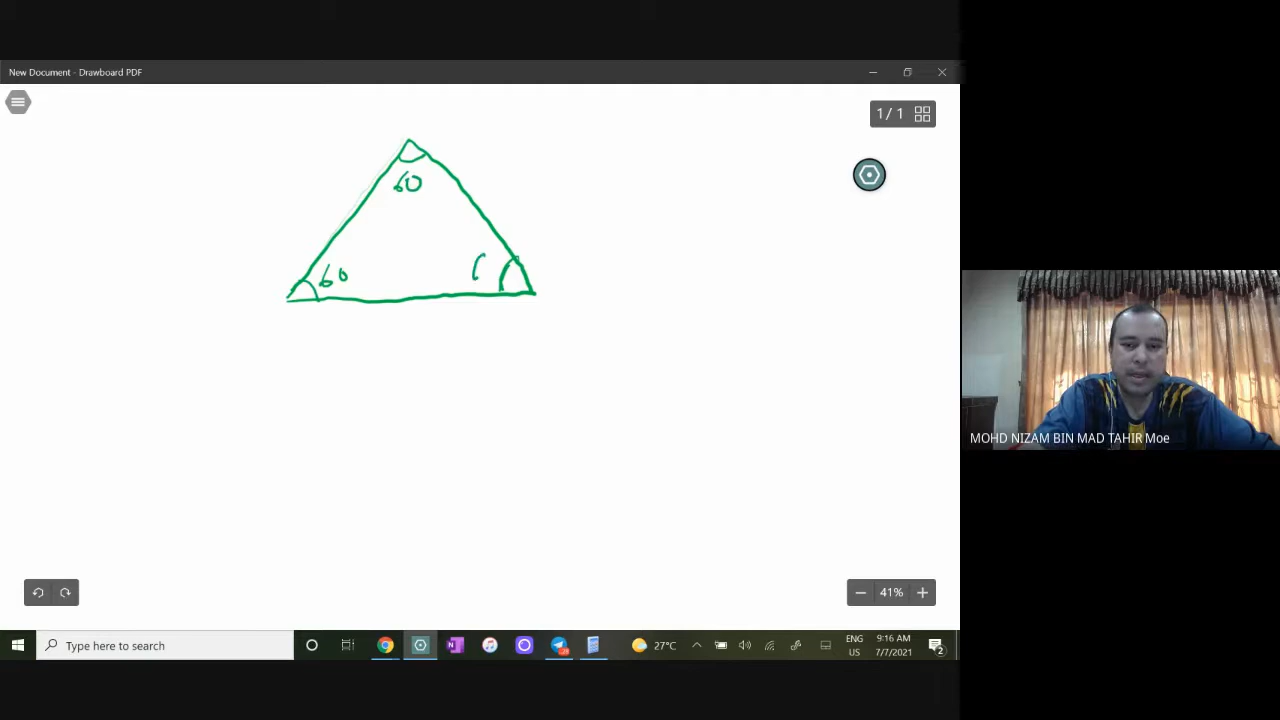 New Document - Drawboard PDF
1 / 1
60
60
MOHD NIZAM BIN MAD TAHIR Moe
41%
Type here to search
27°C
ENG
US
9:16 AM
7/7/2021
2